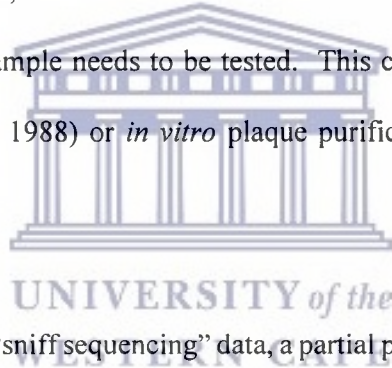 ample needs to be tested. This c
1988) or in vitro plaque purific
UNIVERSITY of the
"sniff sequencing" data, a partial p
WESTERN CAPE